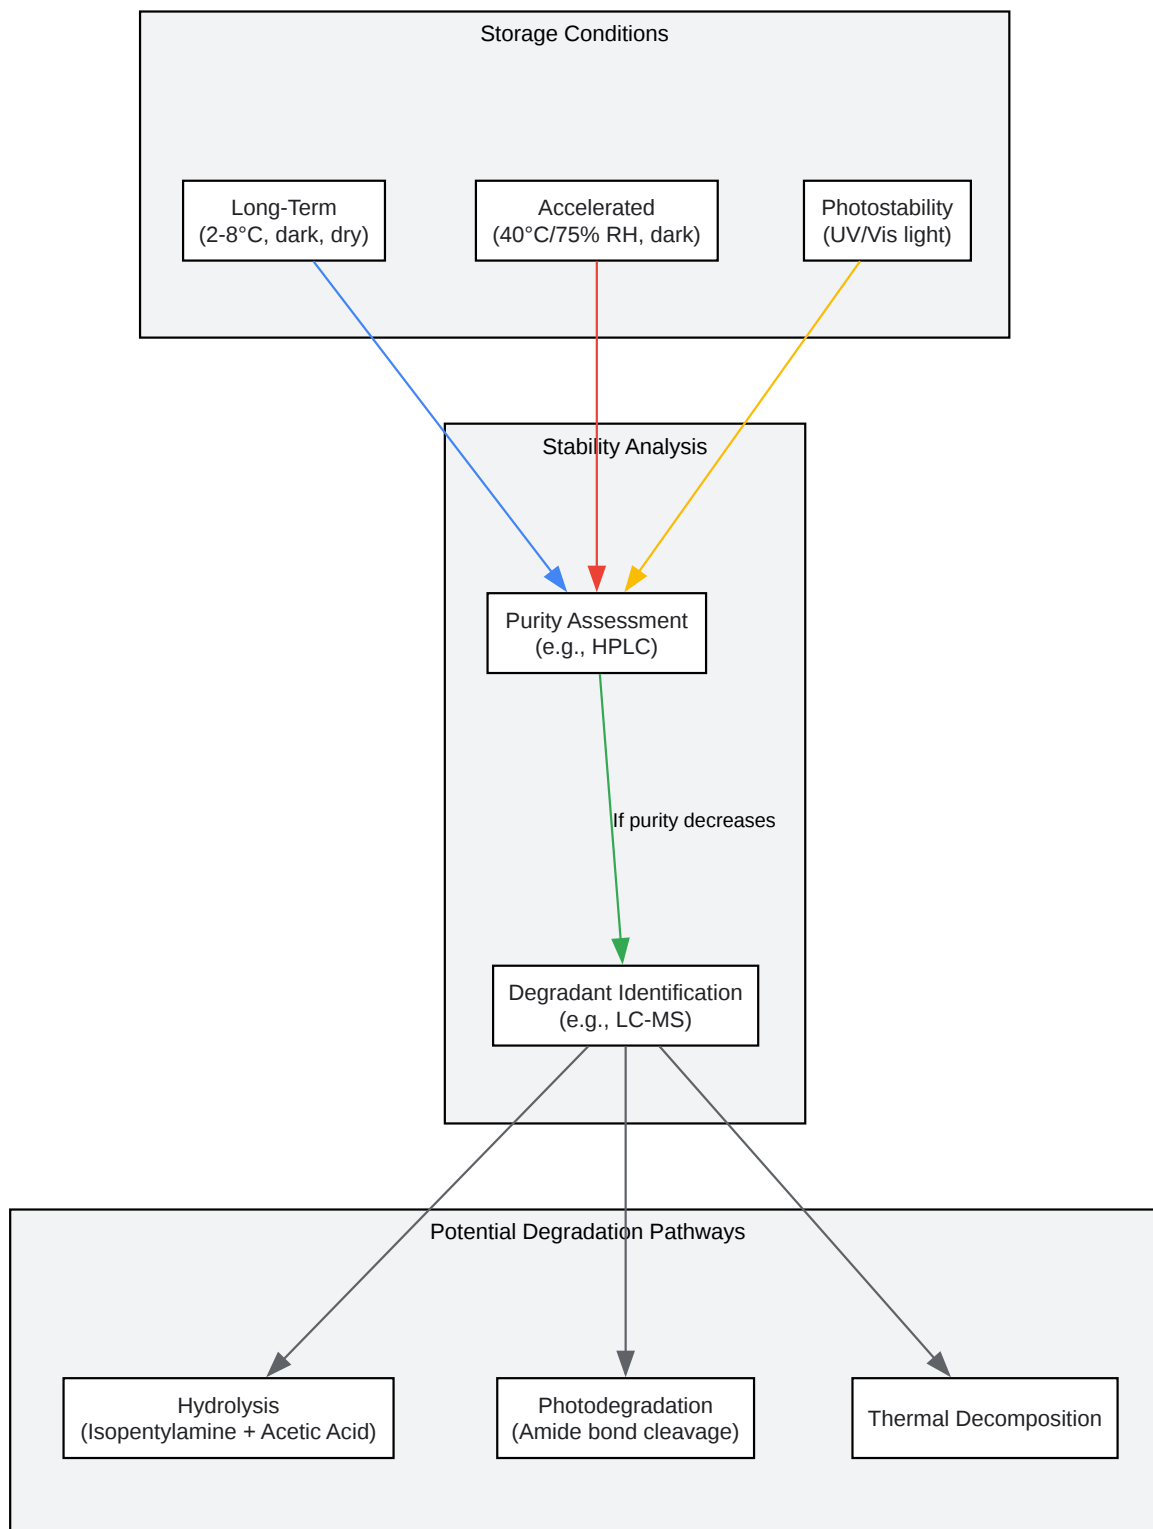 Storage Conditions
Long-Term
(2-8°C, dark, dry)
Accelerated
(40°C/75% RH, dark)
Photostability
(UV/Vis light)
Stability Analysis
Purity Assessment
(e.g., HPLC)
If purity decreases
Degradant Identification
(e.g., LC-MS)
Potential Degradation Pathways
Hydrolysis
(Isopentylamine + Acetic Acid)
Photodegradation
(Amide bond cleavage)
Thermal Decomposition